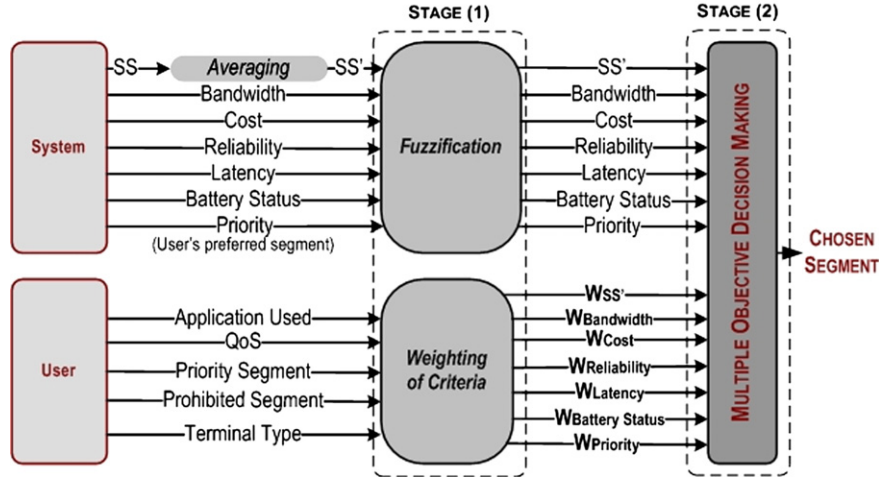 STAGE (1)
STAGE (2)
System
SS
Averaging
SS'
Bandwidth
Cost
Reliability
Latency
Battery Status
Priority
(User's preferred segment)
Fuzzification
SS'
Bandwidth
Cost
Reliability
Latency
Battery Status
Priority
User
Application Used
QoS
Priority Segment
Prohibited Segment
Terminal Type
Weighting
of Criteria
WSS'
WBandwidth
WCost
WReliability
WLatency
WBattery Status
WPriority
MULTIPLE OBJECTIVE DECISION MAKING
CHOSEN
SEGMENT